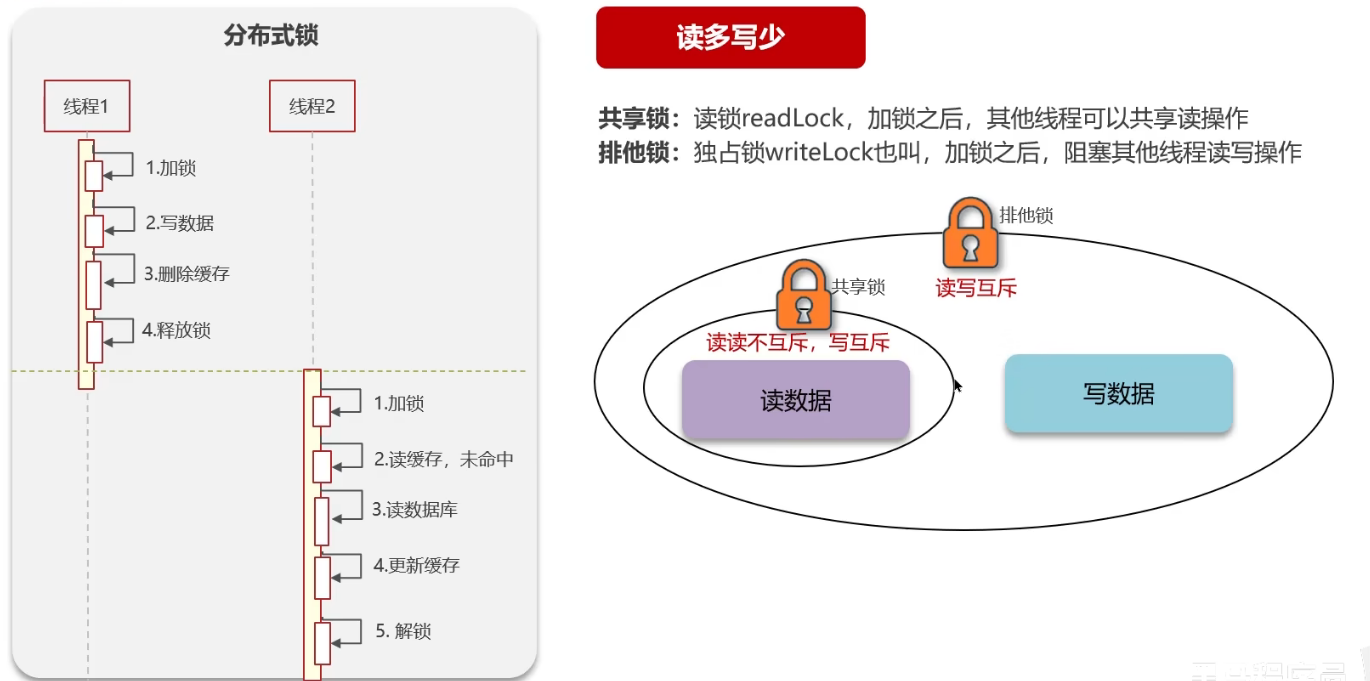 分布式锁
线程1
线程2
1.加锁
2.写数据
3.删除缓存
4.释放锁
1.加锁
2.读缓存，未命中
3.读数据库
4.更新缓存
5. 解锁
读多写少
共享锁：读锁readLock，加锁之后，其他线程可以共享读操作
排他锁：独占锁writeLock也叫，加锁之后，阻塞其他线程读写操作
排他锁
读写互斥
共享锁
读读不互斥，写互斥
读数据
写数据